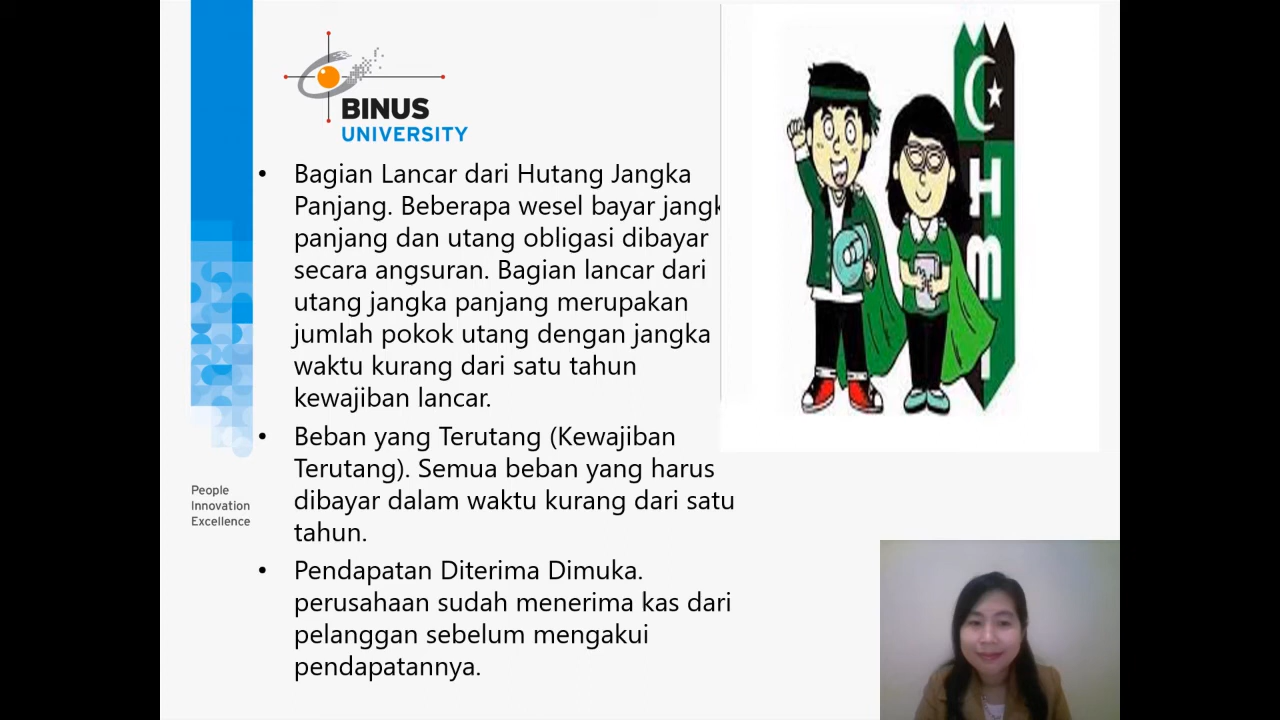 BINUS
UNIVERSITY
• Bagian Lancar dari Hutang Jangka
Panjang. Beberapa wesel bayar jangk
panjang dan utang obligasi dibayar
secara angsuran. Bagian lancar dari
utang jangka panjang merupakan
jumlah pokok utang dengan jangka
waktu kurang dari satu tahun
kewajiban lancar.
• Beban yang Terutang (Kewajiban
Terutang). Semua beban yang harus
dibayar dalam waktu kurang dari satu
tahun.
• Pendapatan Diterima Dimuka.
perusahaan sudah menerima kas dari
pelanggan sebelum mengakui
pendapatannya.
People
Innovation
Excellence
HMI